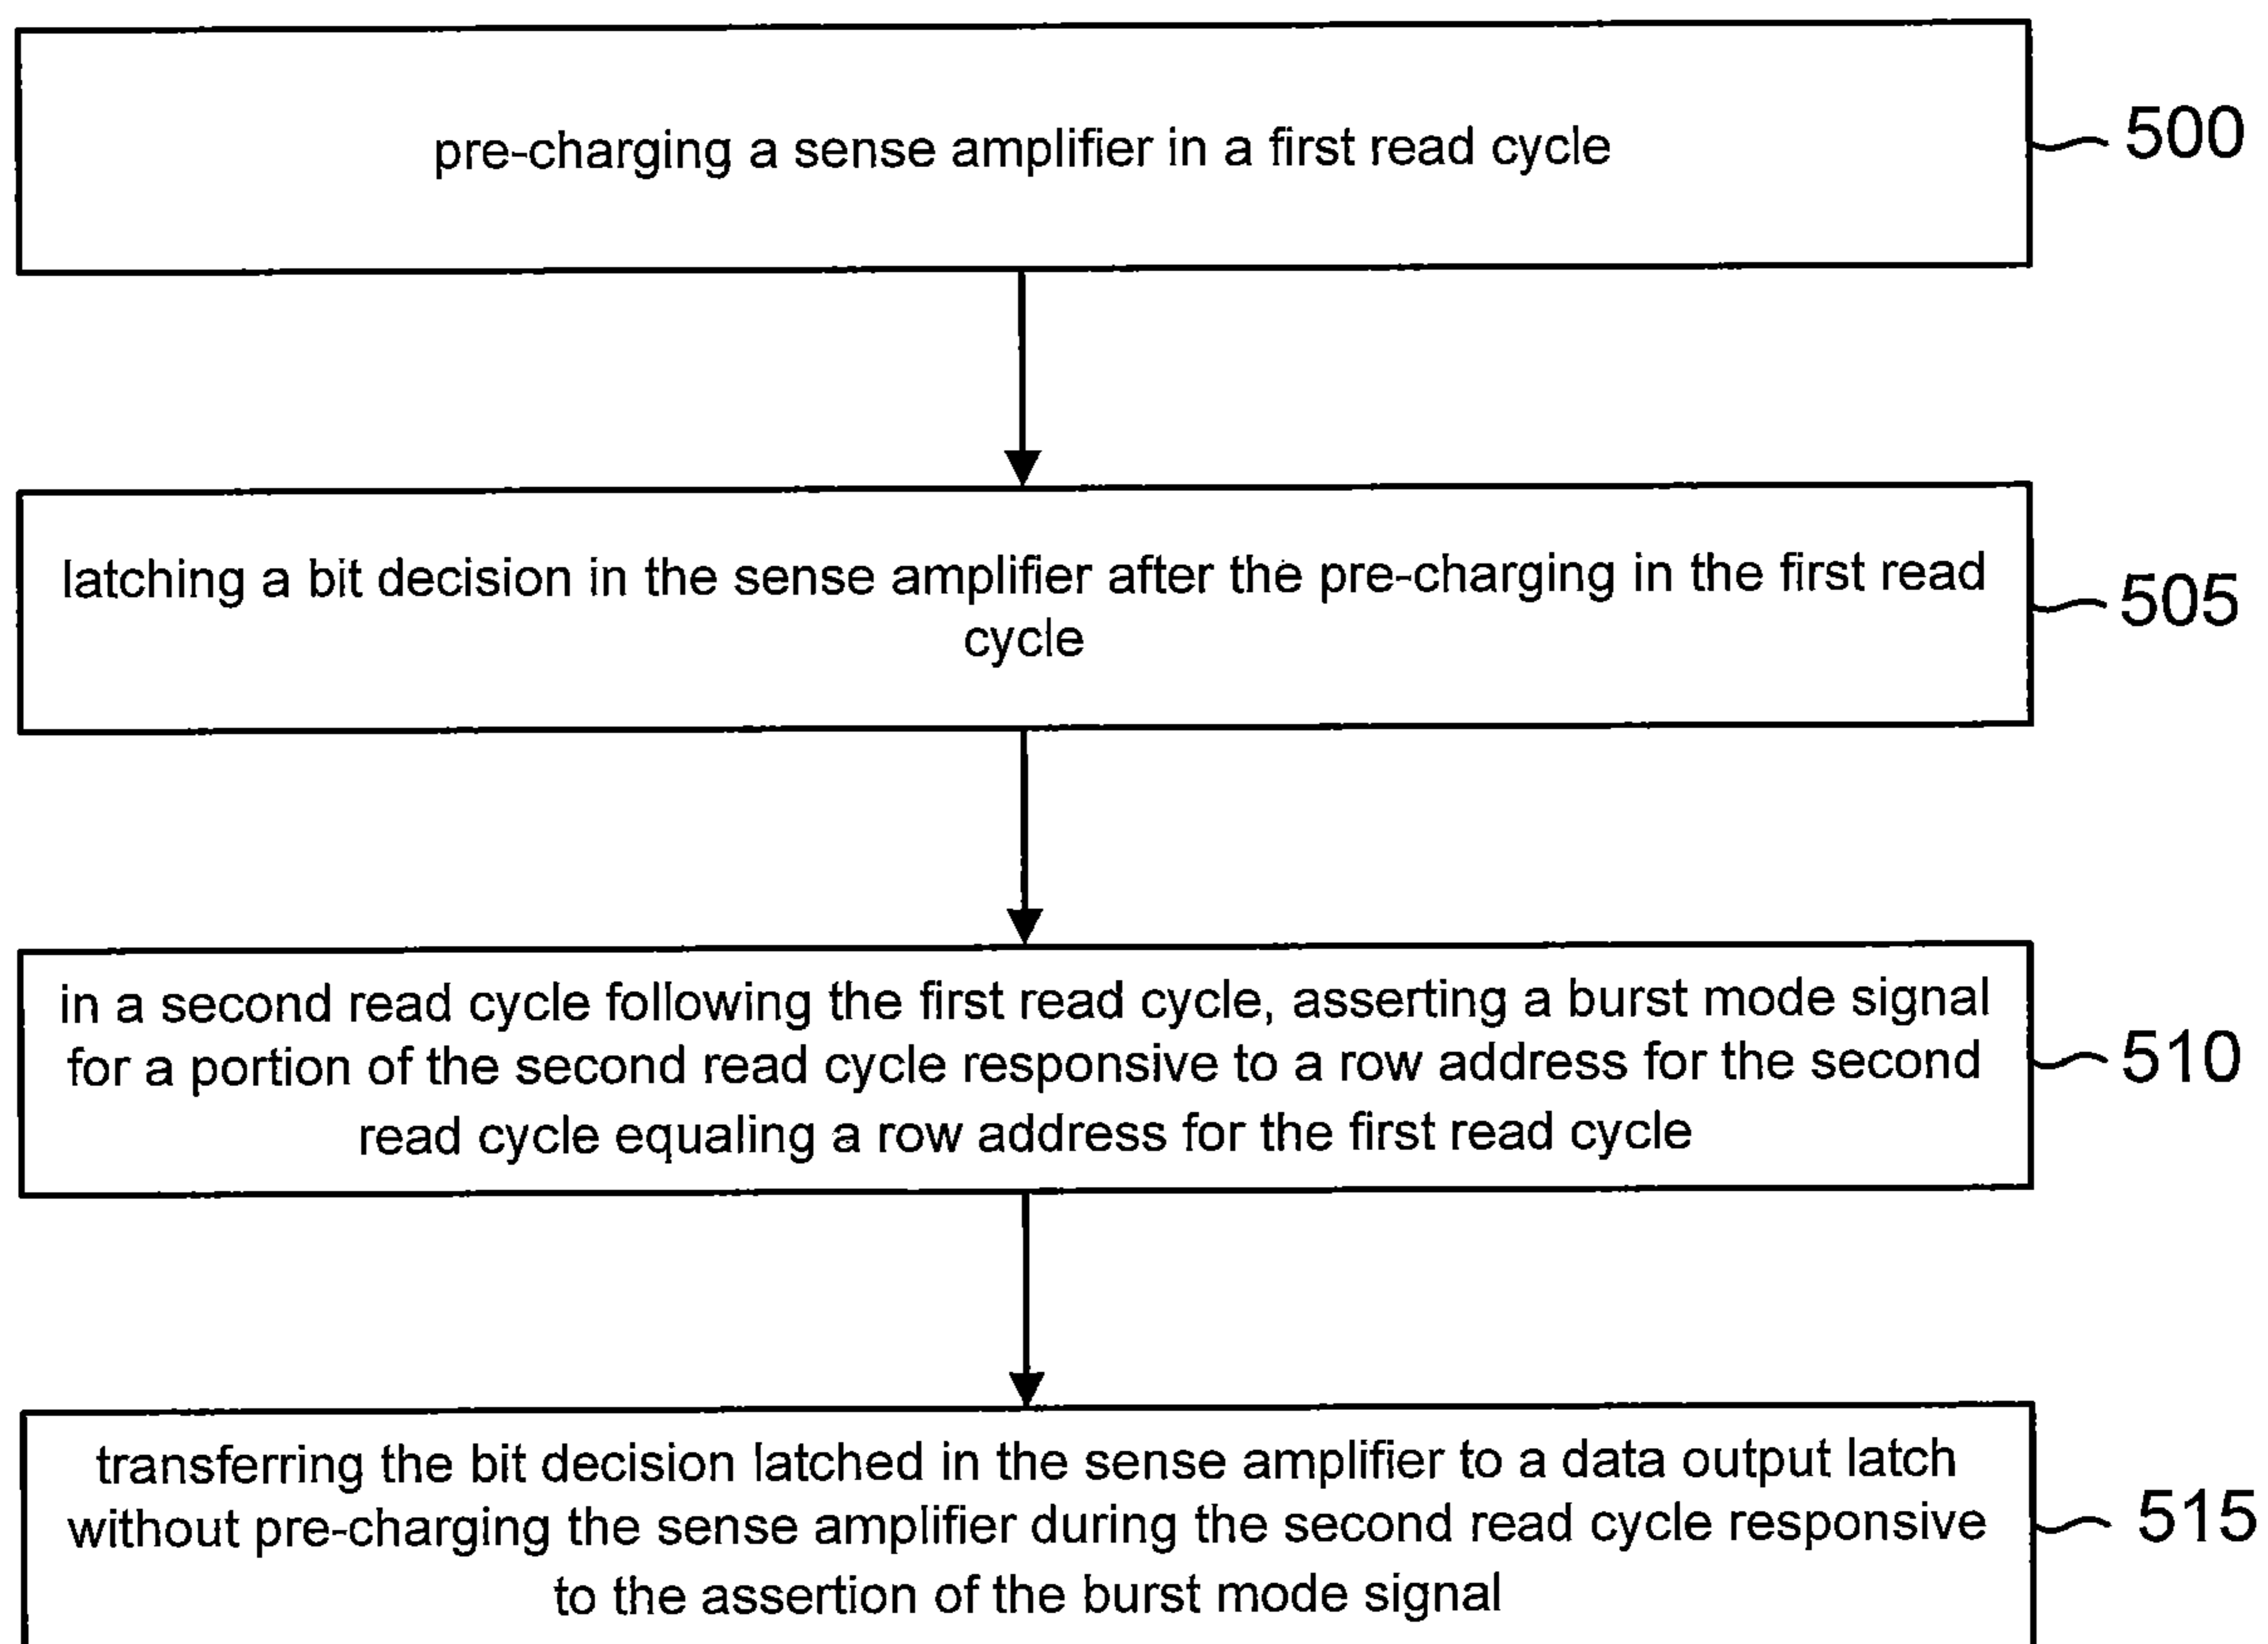 pre-charging a sense amplifier in a first read cycle
500
latching a bit decision in the sense amplifier after the pre-charging in the first read
cycle
505
in a second read cycle following the first read cycle, asserting a burst mode signal
for a portion of the second read cycle responsive to a row address for the second
read cycle equaling a row address for the first read cycle
510
transferring the bit decision latched in the sense amplifier to a data output latch
without pre-charging the sense amplifier during the second read cycle responsive
to the assertion of the burst mode signal
515